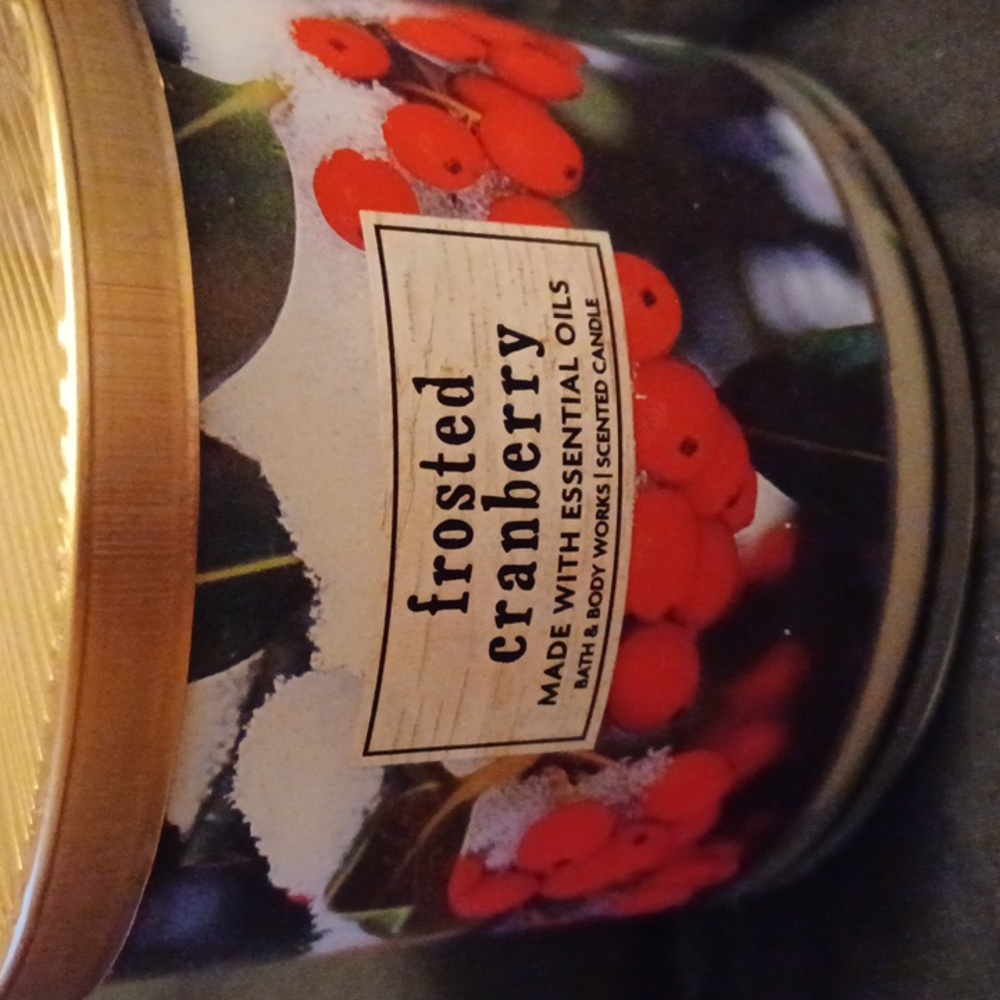 frosted
cranberry
MADE WITH ESSENTIAL OILS
BATH & BODY WORKS | SCENTED CANDLE